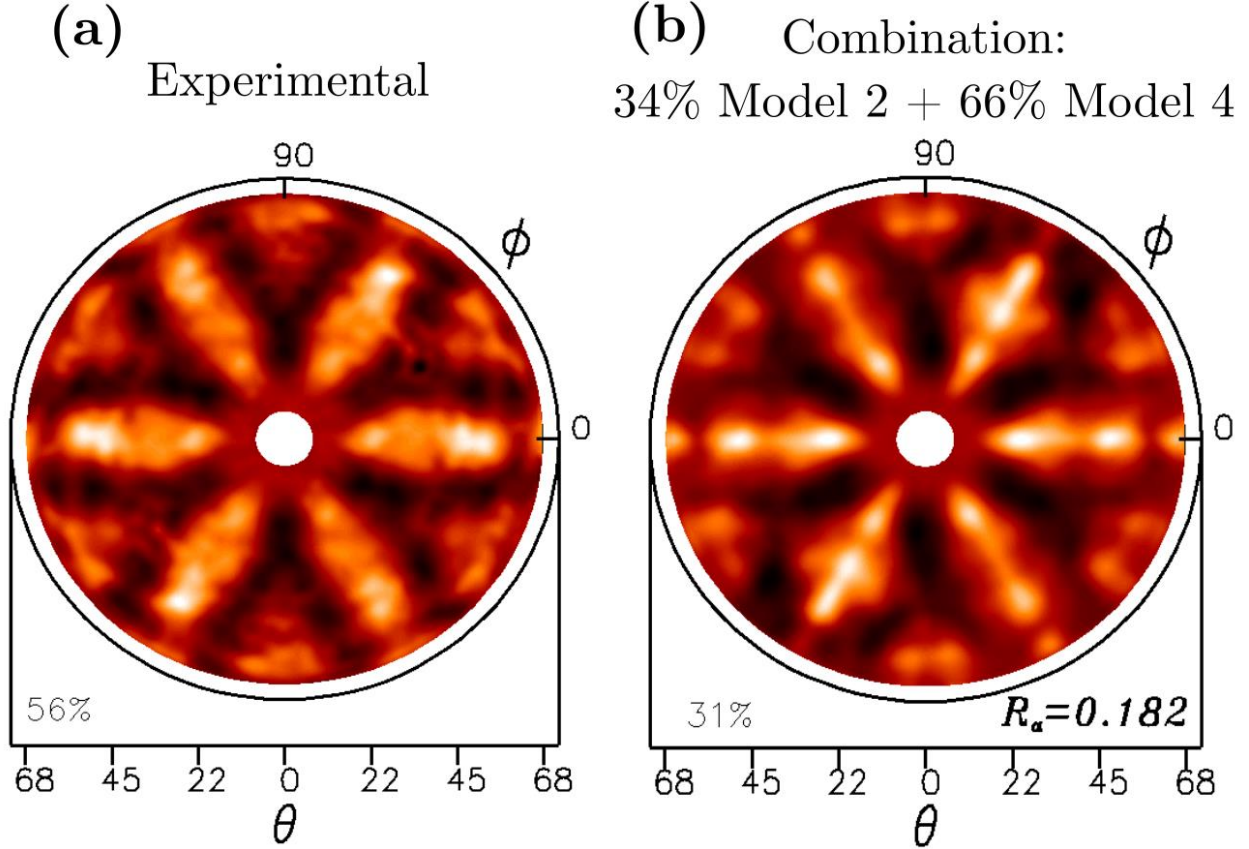 (a)
Experimental
90
ϕ
0
56%
68 45 22 0 22 45 68
θ
(b)
Combination:
34% Model 2 + 66% Model 4
90
ϕ
0
31%
Rₐ=0.182
68 45 22 0 22 45 68
θ